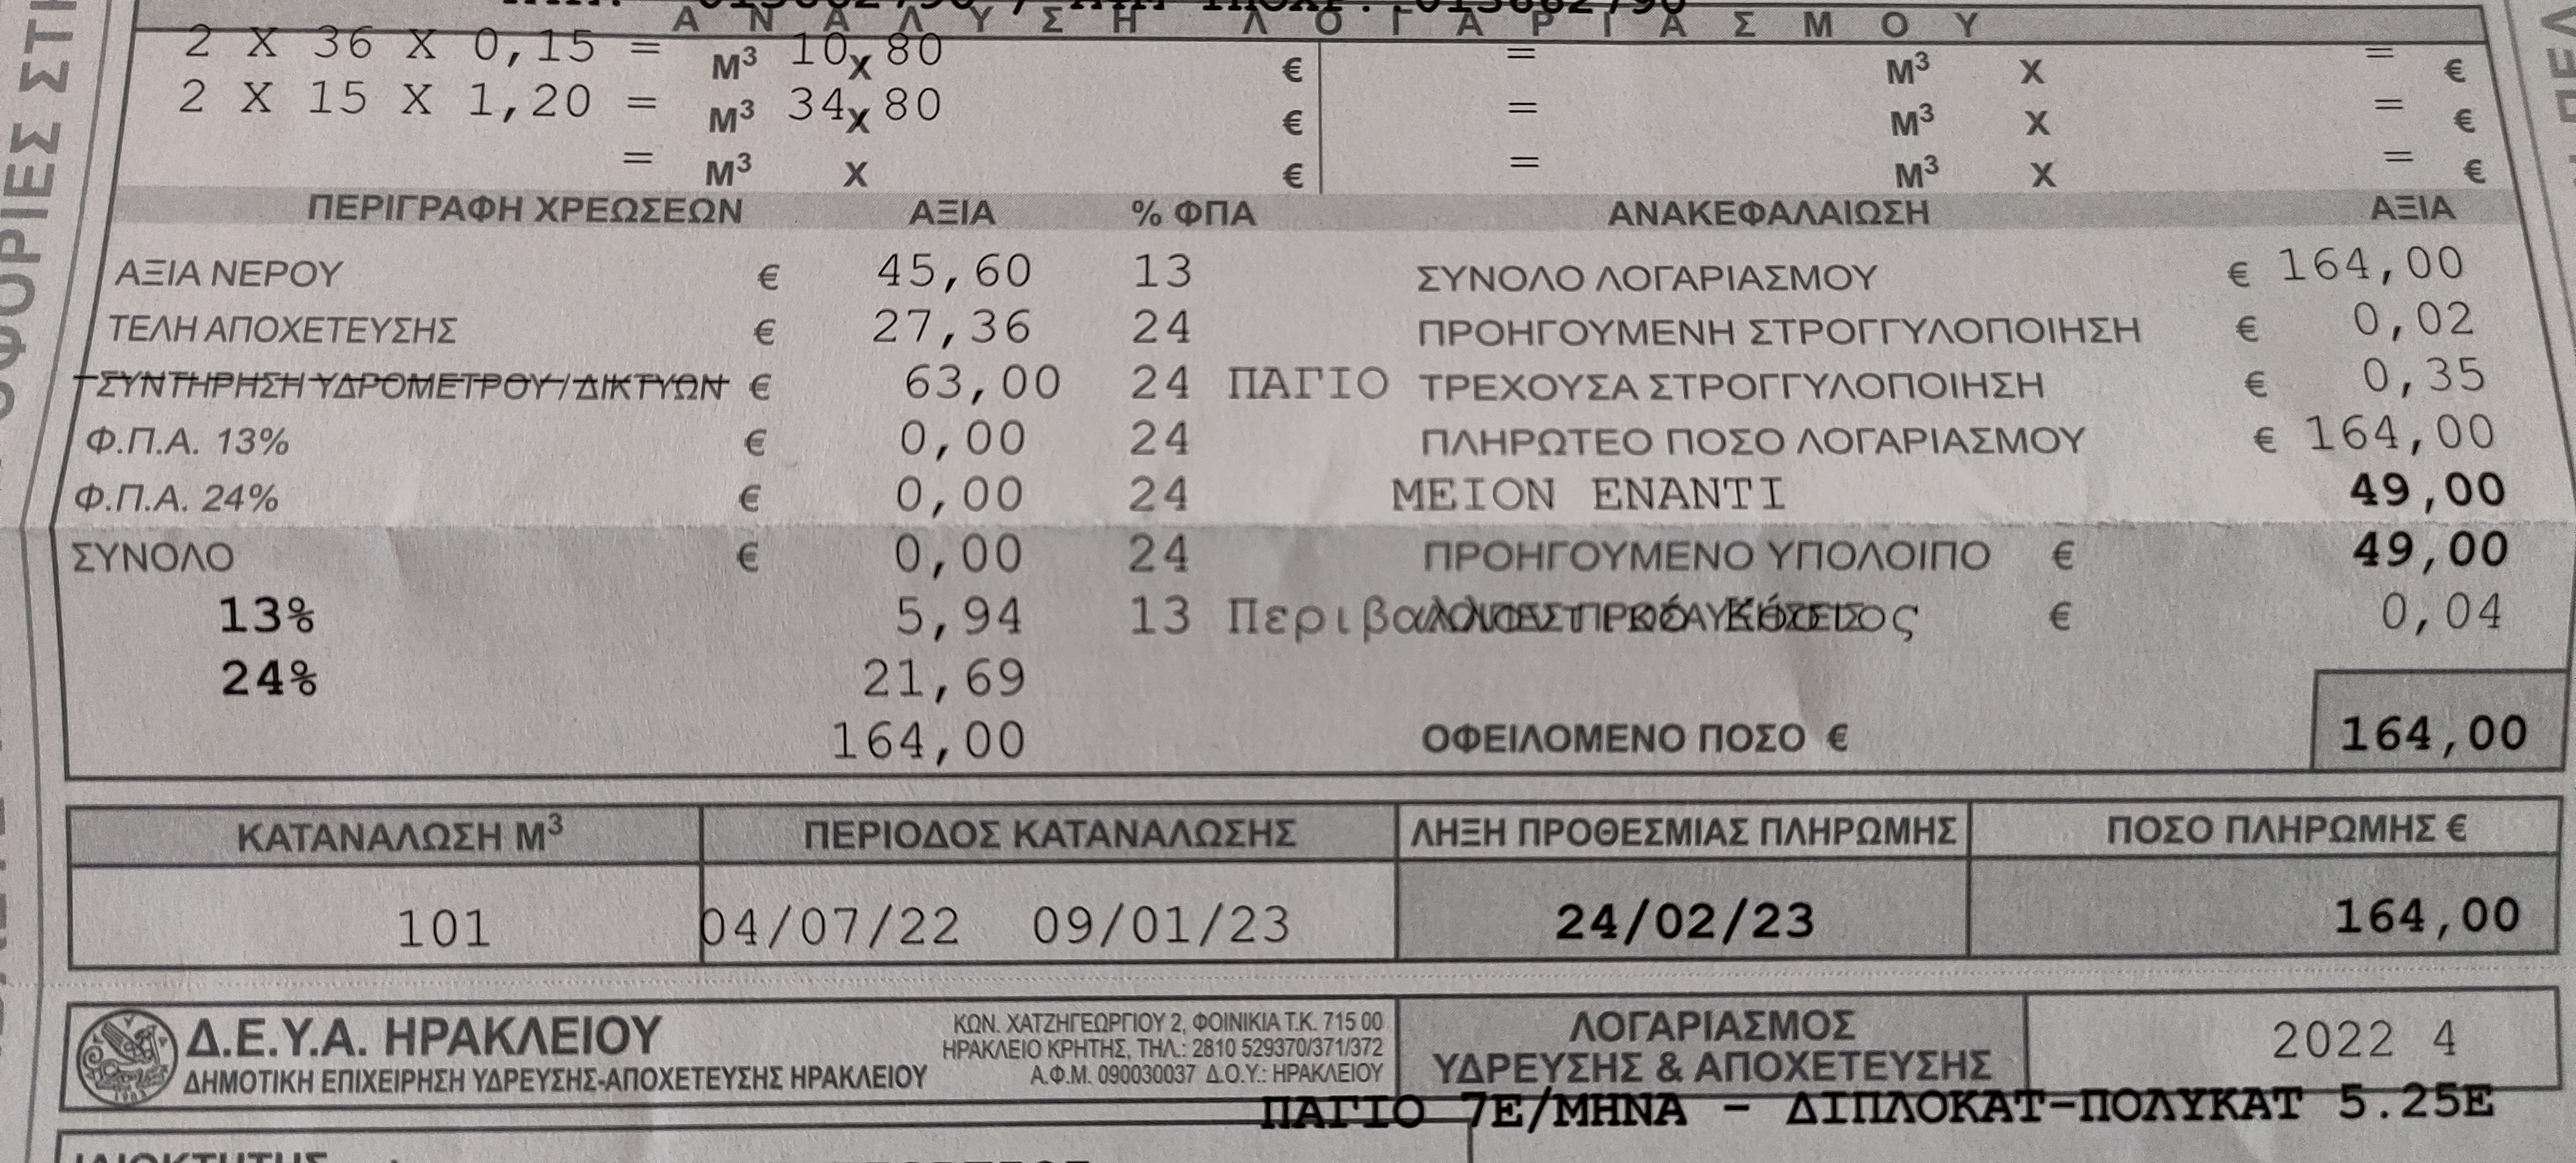 Α Ν Α Λ Υ Σ Η Λ Ο Γ Α Ρ Ι Α Σ Μ Ο Υ
2 X 36 X 0,15 = M³ 10 x 80 € = M³ X = €
2 X 15 X 1,20 = M³ 34 x 80 € = M³ X = €
= M³ X € = M³ X = €
ΠΕΡΙΓΡΑΦΗ ΧΡΕΩΣΕΩΝ ΑΞΙΑ % ΦΠΑ ΑΝΑΚΕΦΑΛΑΙΩΣΗ ΑΞΙΑ
ΑΞΙΑ ΝΕΡΟΥ € 45,60 13 ΣΥΝΟΛΟ ΛΟΓΑΡΙΑΣΜΟΥ € 164,00
ΤΕΛΗ ΑΠΟΧΕΤΕΥΣΗΣ € 27,36 24 ΠΡΟΗΓΟΥΜΕΝΗ ΣΤΡΟΓΓΥΛΟΠΟΙΗΣΗ € 0,02
ΣΥΝΤΗΡΗΣΗ ΥΔΡΟΜΕΤΡΟΥ / ΔΙΚΤΥΩΝ € 63,00 24 ΠΑΓΙΟ ΤΡΕΧΟΥΣΑ ΣΤΡΟΓΓΥΛΟΠΟΙΗΣΗ € 0,35
Φ.Π.Α. 13% € 0,00 24 ΠΛΗΡΩΤΕΟ ΠΟΣΟ ΛΟΓΑΡΙΑΣΜΟΥ € 164,00
Φ.Π.Α. 24% € 0,00 24 ΜΕΙΟΝ ΕΝΑΝΤΙ 49,00
ΣΥΝΟΛΟ € 0,00 24 ΠΡΟΗΓΟΥΜΕΝΟ ΥΠΟΛΟΙΠΟ € 49,00
13% 5,94 13 Περιβαλλοντικό Κόστος € 0,04
24% 21,69
164,00 ΟΦΕΙΛΟΜΕΝΟ ΠΟΣΟ € 164,00
ΚΑΤΑΝΑΛΩΣΗ Μ³ ΠΕΡΙΟΔΟΣ ΚΑΤΑΝΑΛΩΣΗΣ ΛΗΞΗ ΠΡΟΘΕΣΜΙΑΣ ΠΛΗΡΩΜΗΣ ΠΟΣΟ ΠΛΗΡΩΜΗΣ €
101 04/07/22 09/01/23 24/02/23 164,00
Δ.Ε.Υ.Α. ΗΡΑΚΛΕΙΟΥ
ΔΗΜΟΤΙΚΗ ΕΠΙΧΕΙΡΗΣΗ ΥΔΡΕΥΣΗΣ-ΑΠΟΧΕΤΕΥΣΗΣ ΗΡΑΚΛΕΙΟΥ
ΚΩΝ. ΧΑΤΖΗΓΕΩΡΓΙΟΥ 2, ΦΟΙΝΙΚΙΑ Τ.Κ. 715 00
ΗΡΑΚΛΕΙΟ ΚΡΗΤΗΣ, ΤΗΛ.: 2810 529370/371/372
Α.Φ.Μ. 090030037 Δ.Ο.Υ.: ΗΡΑΚΛΕΙΟΥ
ΛΟΓΑΡΙΑΣΜΟΣ
ΥΔΡΕΥΣΗΣ & ΑΠΟΧΕΤΕΥΣΗΣ
2022 4
ΠΑΓΙΟ 7Ε/ΜΗΝΑ - ΔΙΠΛΟΚΑΤ-ΠΟΛΥΚΑΤ 5.25Ε